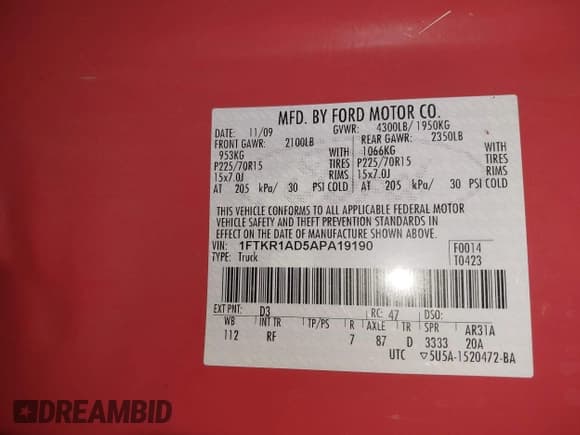 MFD. BY FORD MOTOR CO.
DATE: 11/09 GVWR: 4300LB/ 1950KG
FRONT GAWR: 2100LB REAR GAWR: 2350LB
953KG WITH 1066KG WITH
P225/70R15 TIRES P225/70R15 TIRES
15x7.0J RIMS 15x7.0J RIMS
AT 205 kPa/ 30 PSI COLD AT 205 kPa/ 30 PSI COLD
THIS VEHICLE CONFORMS TO ALL APPLICABLE FEDERAL MOTOR
VEHICLE SAFETY AND THEFT PREVENTION STANDARDS IN
EFFECT ON THE DATE OF MANUFACTURE SHOWN ABOVE.
VIN: 1FTKR1AD5APA19190 F0014
TYPE: Truck T0423
EXT PNT: D3 RC: 47 DSO:
WB INT TR TP/PS R AXLE TR SPR AR31A
112 RF 7 87 D 3333 20A
UTC ▽5U5A-1520472-BA
DREAMBID